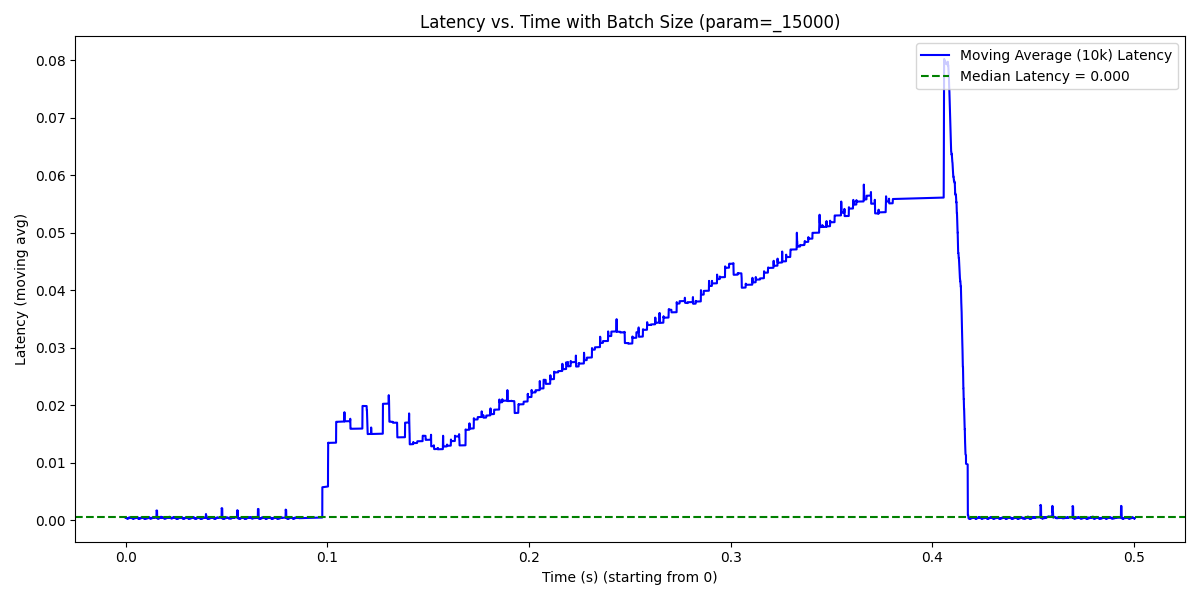 Latency vs. Time with Batch Size (param=_15000)
Moving Average (10k) Latency
Median Latency = 0.000
Latency (moving avg)
0.08
0.07
0.06
0.05
0.04
0.03
0.02
0.01
0.00
0.0 0.1 0.2 0.3 0.4 0.5
Time (s) (starting from 0)